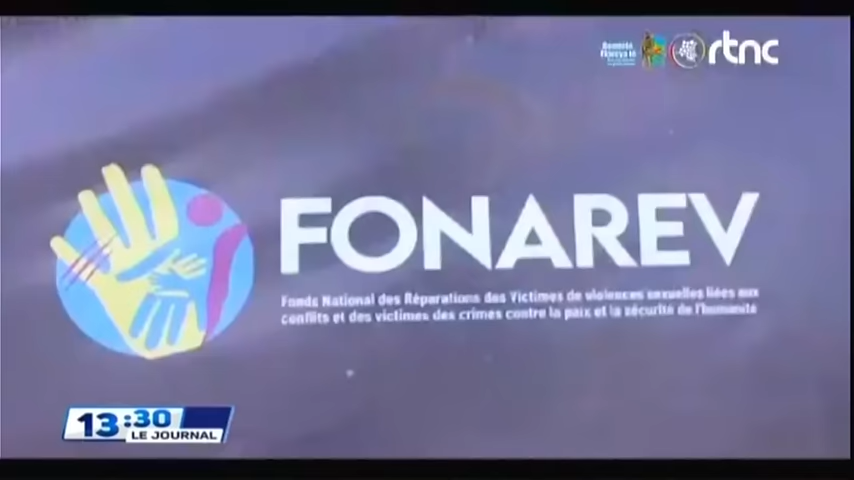 rtnc
FONAREV
Fonds National des Réparations des Victimes de violences sexuelles liées aux
conflits et des victimes des crimes contre la paix et la sécurité de l'humanité
13:30
LE JOURNAL